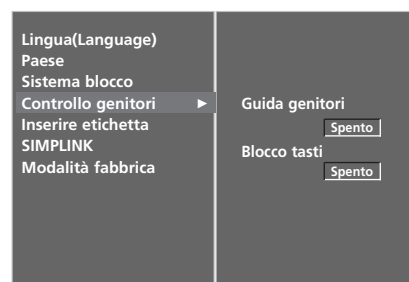 Lingua(Language)
Paese
Sistema blocco
Controllo genitori ►
Inserire etichetta
SIMPLINK
Modalità fabbrica
Guida genitori
Spento
Blocco tasti
Spento